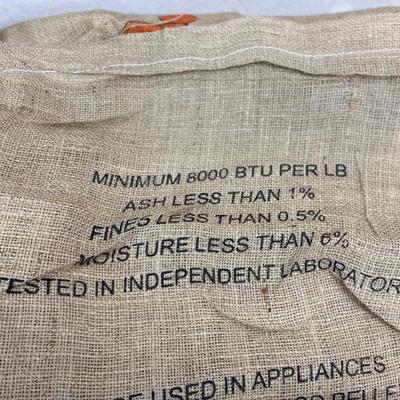 MINIMUM 8000 BTU PER LB
ASH LESS THAN 1%
FINES LESS THAN 0.5%
MOISTURE LESS THAN 6%
TESTED IN INDEPENDENT LABORATOR
BE USED IN APPLIANCES